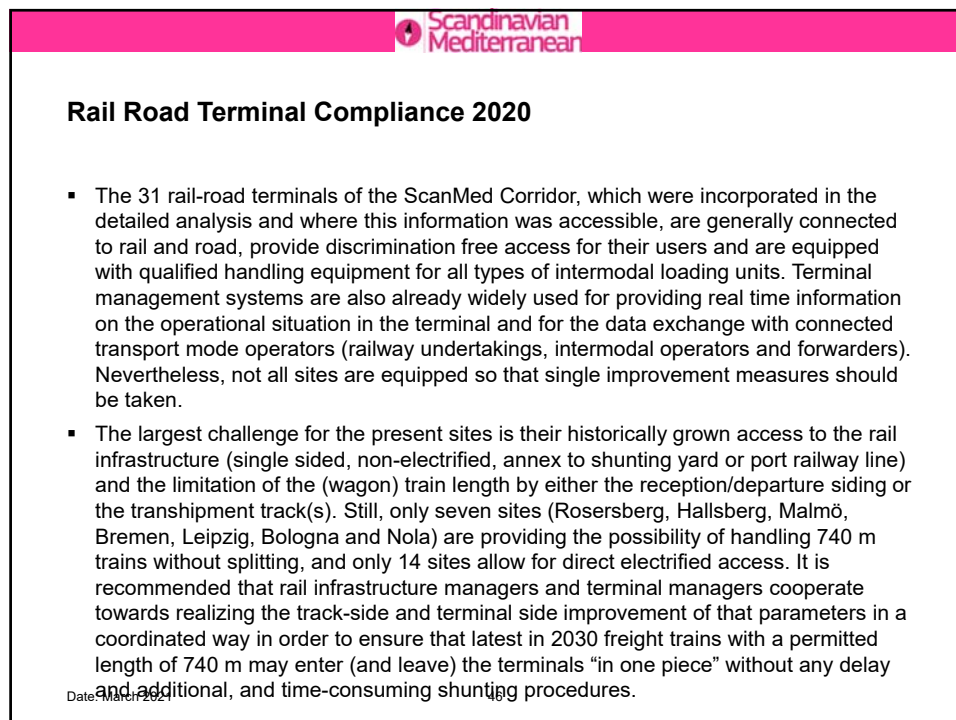 Scandinavian
Mediterranean
Rail Road Terminal Compliance 2020
▪ The 31 rail-road terminals of the ScanMed Corridor, which were incorporated in the
detailed analysis and where this information was accessible, are generally connected
to rail and road, provide discrimination free access for their users and are equipped
with qualified handling equipment for all types of intermodal loading units. Terminal
management systems are also already widely used for providing real time information
on the operational situation in the terminal and for the data exchange with connected
transport mode operators (railway undertakings, intermodal operators and forwarders).
Nevertheless, not all sites are equipped so that single improvement measures should
be taken.
▪ The largest challenge for the present sites is their historically grown access to the rail
infrastructure (single sided, non-electrified, annex to shunting yard or port railway line)
and the limitation of the (wagon) train length by either the reception/departure siding or
the transhipment track(s). Still, only seven sites (Rosersberg, Hallsberg, Malmö,
Bremen, Leipzig, Bologna and Nola) are providing the possibility of handling 740 m
trains without splitting, and only 14 sites allow for direct electrified access. It is
recommended that rail infrastructure managers and terminal managers cooperate
towards realizing the track-side and terminal side improvement of that parameters in a
coordinated way in order to ensure that latest in 2030 freight trains with a permitted
length of 740 m may enter (and leave) the terminals “in one piece” without any delay
and additional, and time-consuming shunting procedures.
Date: March 2021
46